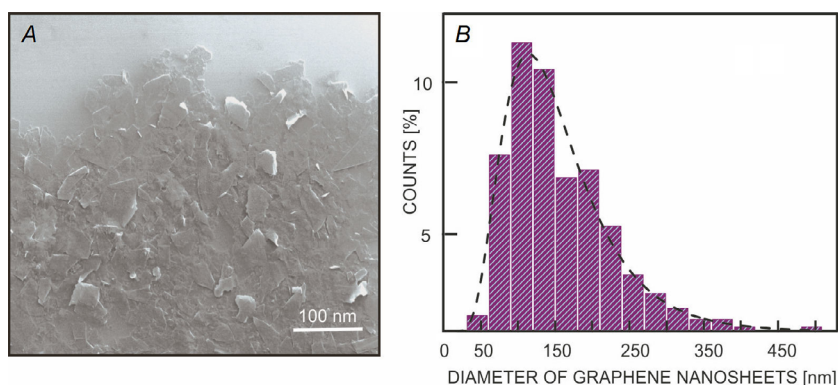 A
100 nm
B
COUNTS [%]
10
5
0 50 150 250 350 450
DIAMETER OF GRAPHENE NANOSHEETS [nm]